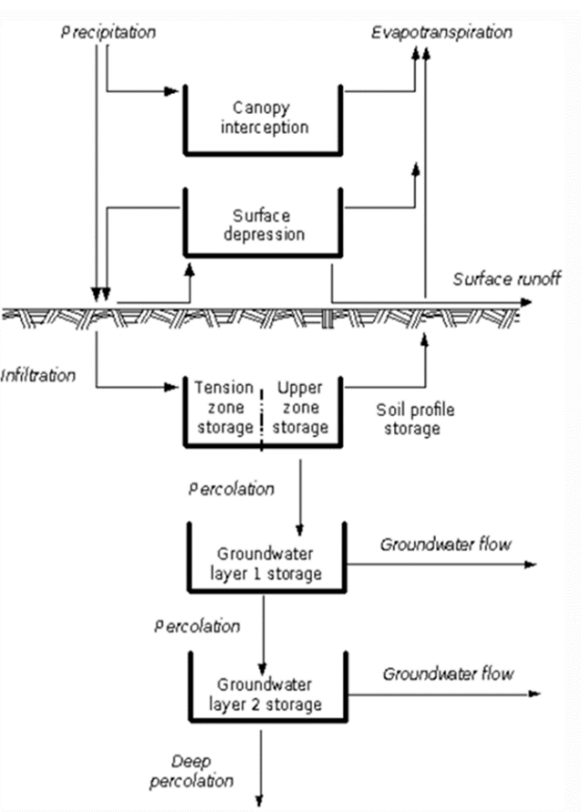 Precipitation
Evapotranspiration
Canopy
interception
Surface
depression
Surface runoff
Infiltration
Tension
zone
storage
Upper
zone
storage
Soil profile
storage
Percolation
Groundwater
layer 1 storage
Groundwater flow
Percolation
Groundwater
layer 2 storage
Groundwater flow
Deep
percolation